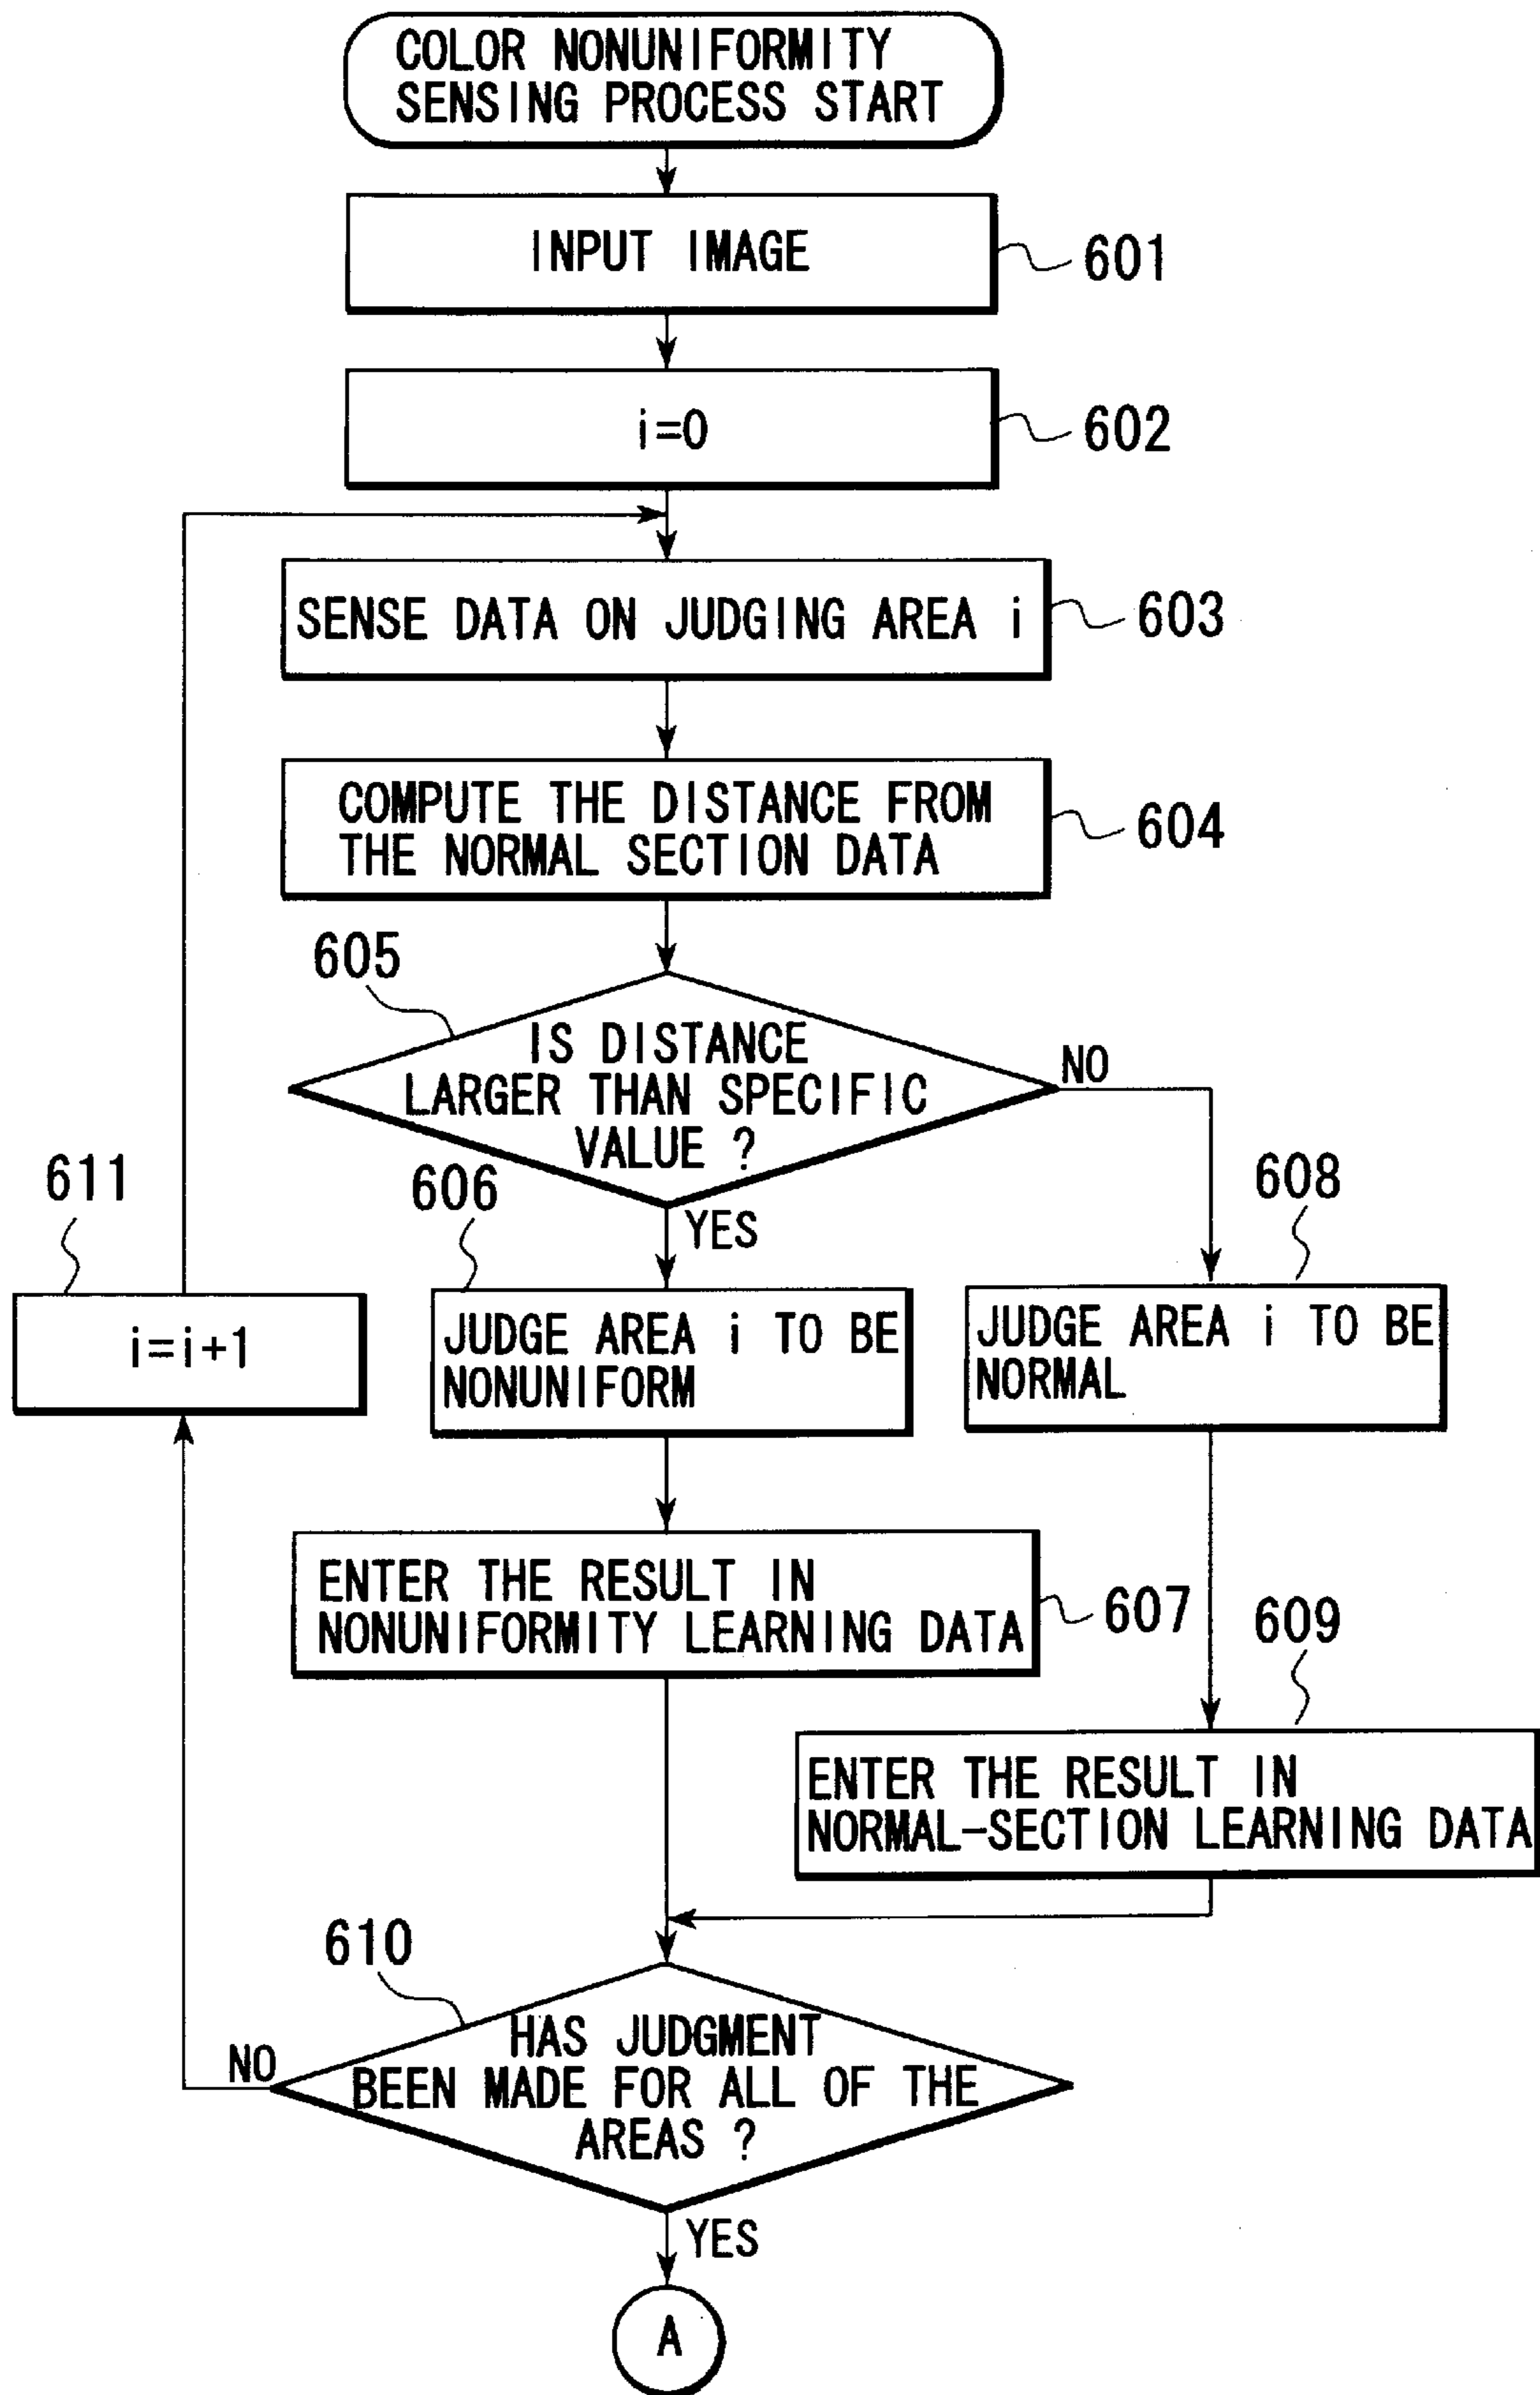 COLOR NONUNIFORMITY
SENSING PROCESS START
INPUT IMAGE
601
i=0
602
SENSE DATA ON JUDGING AREA i
603
COMPUTE THE DISTANCE FROM
THE NORMAL SECTION DATA
604
605
IS DISTANCE
LARGER THAN SPECIFIC
VALUE ?
NO
YES
611
i=i+1
606
JUDGE AREA i TO BE
NONUNIFORM
608
JUDGE AREA i TO BE
NORMAL
ENTER THE RESULT IN
NONUNIFORMITY LEARNING DATA
607
609
ENTER THE RESULT IN
NORMAL-SECTION LEARNING DATA
610
HAS JUDGMENT
BEEN MADE FOR ALL OF THE
AREAS ?
NO
YES
A